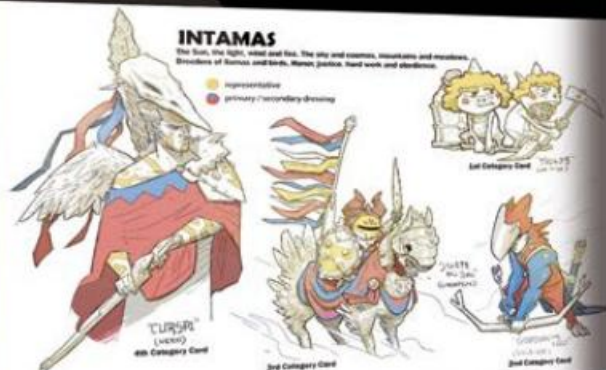 INTAMAS
The Sun, the light, wind and fire. The sky and cosmos, mountains and meadows.
Breeders of llamas and birds. Honor, justice, hard work and obedience.
representative
primary / secondary dressing
1st Category Card
(HERO)
4th Category Card
3rd Category Card
2nd Category Card